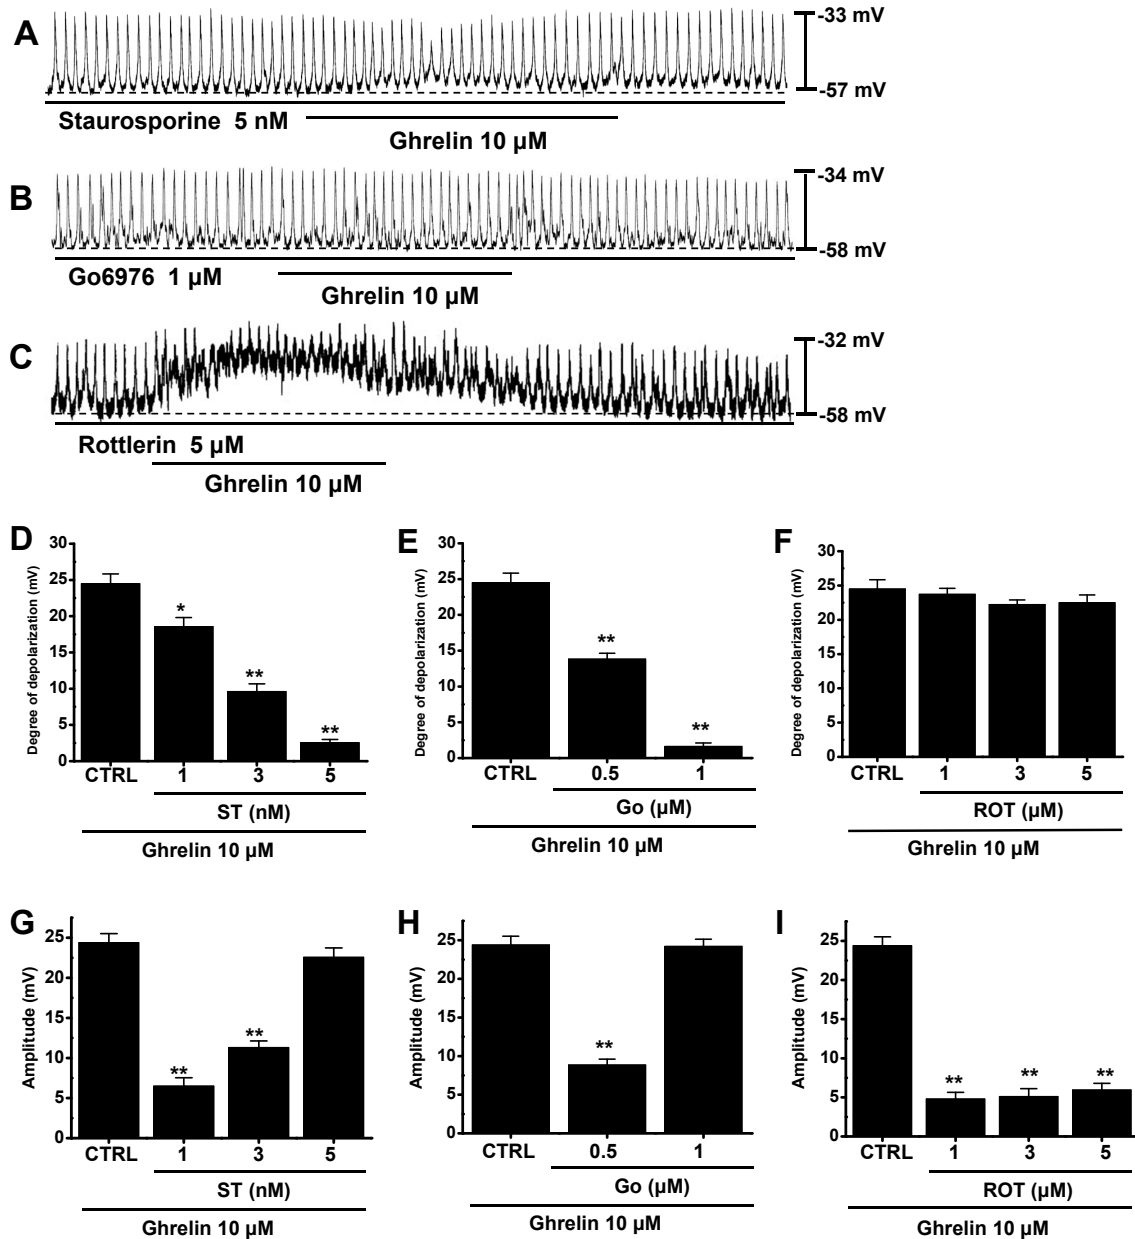 A
-33 mV
-57 mV
Staurosporine 5 nM
Ghrelin 10 µM
B
-34 mV
-58 mV
Go6976 1 µM
Ghrelin 10 µM
C
-32 mV
-58 mV
Rottlerin 5 µM
Ghrelin 10 µM
D
Degree of depolarization (mV)
30
25
20
15
10
5
0
*
**
**
CTRL 1 3 5
ST (nM)
Ghrelin 10 µM
E
Degree of depolarization (mV)
30
25
20
15
10
5
0
**
**
CTRL 0.5 1
Go (µM)
Ghrelin 10 µM
F
Degree of depolarization (mV)
30
25
20
15
10
5
0
CTRL 1 3 5
ROT (µM)
Ghrelin 10 µM
G
Amplitude (mV)
25
20
15
10
5
0
**
**
CTRL 1 3 5
ST (nM)
Ghrelin 10 µM
H
Amplitude (mV)
25
20
15
10
5
0
**
CTRL 0.5 1
Go (µM)
Ghrelin 10 µM
I
Amplitude (mV)
25
20
15
10
5
0
** ** **
CTRL 1 3 5
ROT (µM)
Ghrelin 10 µM